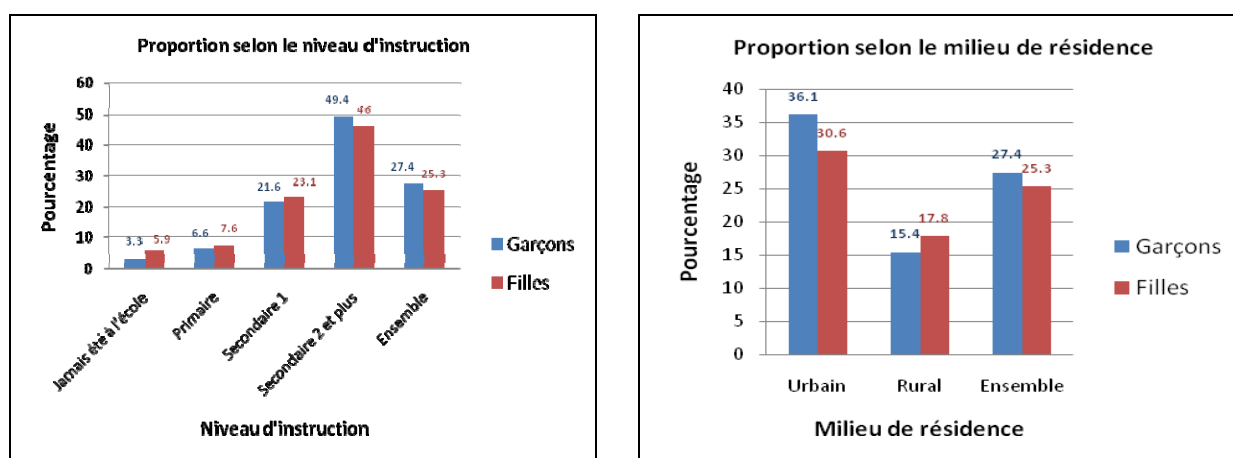 Proportion selon le niveau d'instruction
Pourcentage
60
50
40
30
20
10
0
3.3
5.9
6.6
7.6
21.6
23.1
49.4
46
27.4
25.3
Jamais été à l'école
Primaire
Secondaire 1
Secondaire 2 et plus
Ensemble
Niveau d'instruction
Garçons
Filles
Proportion selon le milieu de résidence
Pourcentage
40
35
30
25
20
15
10
5
0
36.1
30.6
15.4
17.8
27.4
25.3
Urbain
Rural
Ensemble
Milieu de résidence
Garçons
Filles